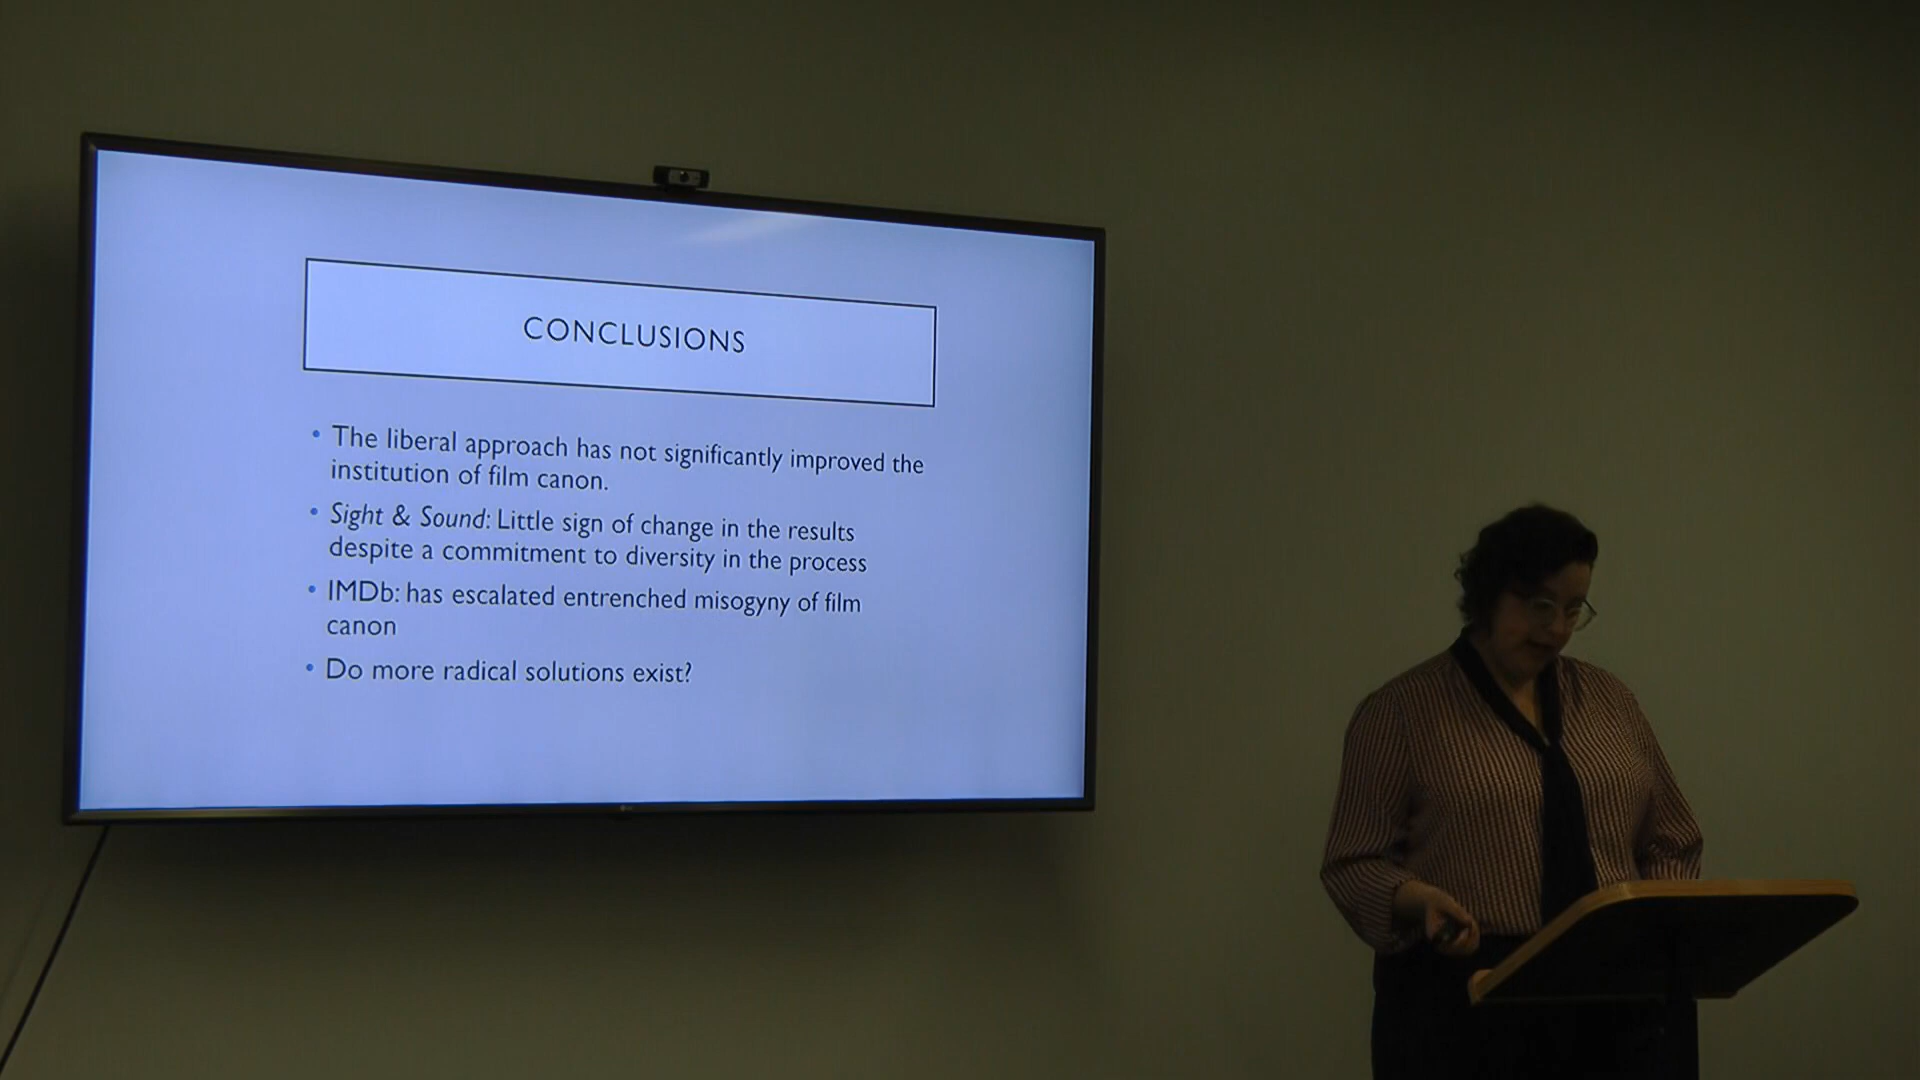 CONCLUSIONS
• The liberal approach has not significantly improved the
institution of film canon.
• Sight & Sound: Little sign of change in the results
despite a commitment to diversity in the process
• IMDb: has escalated entrenched misogyny of film
canon
• Do more radical solutions exist?